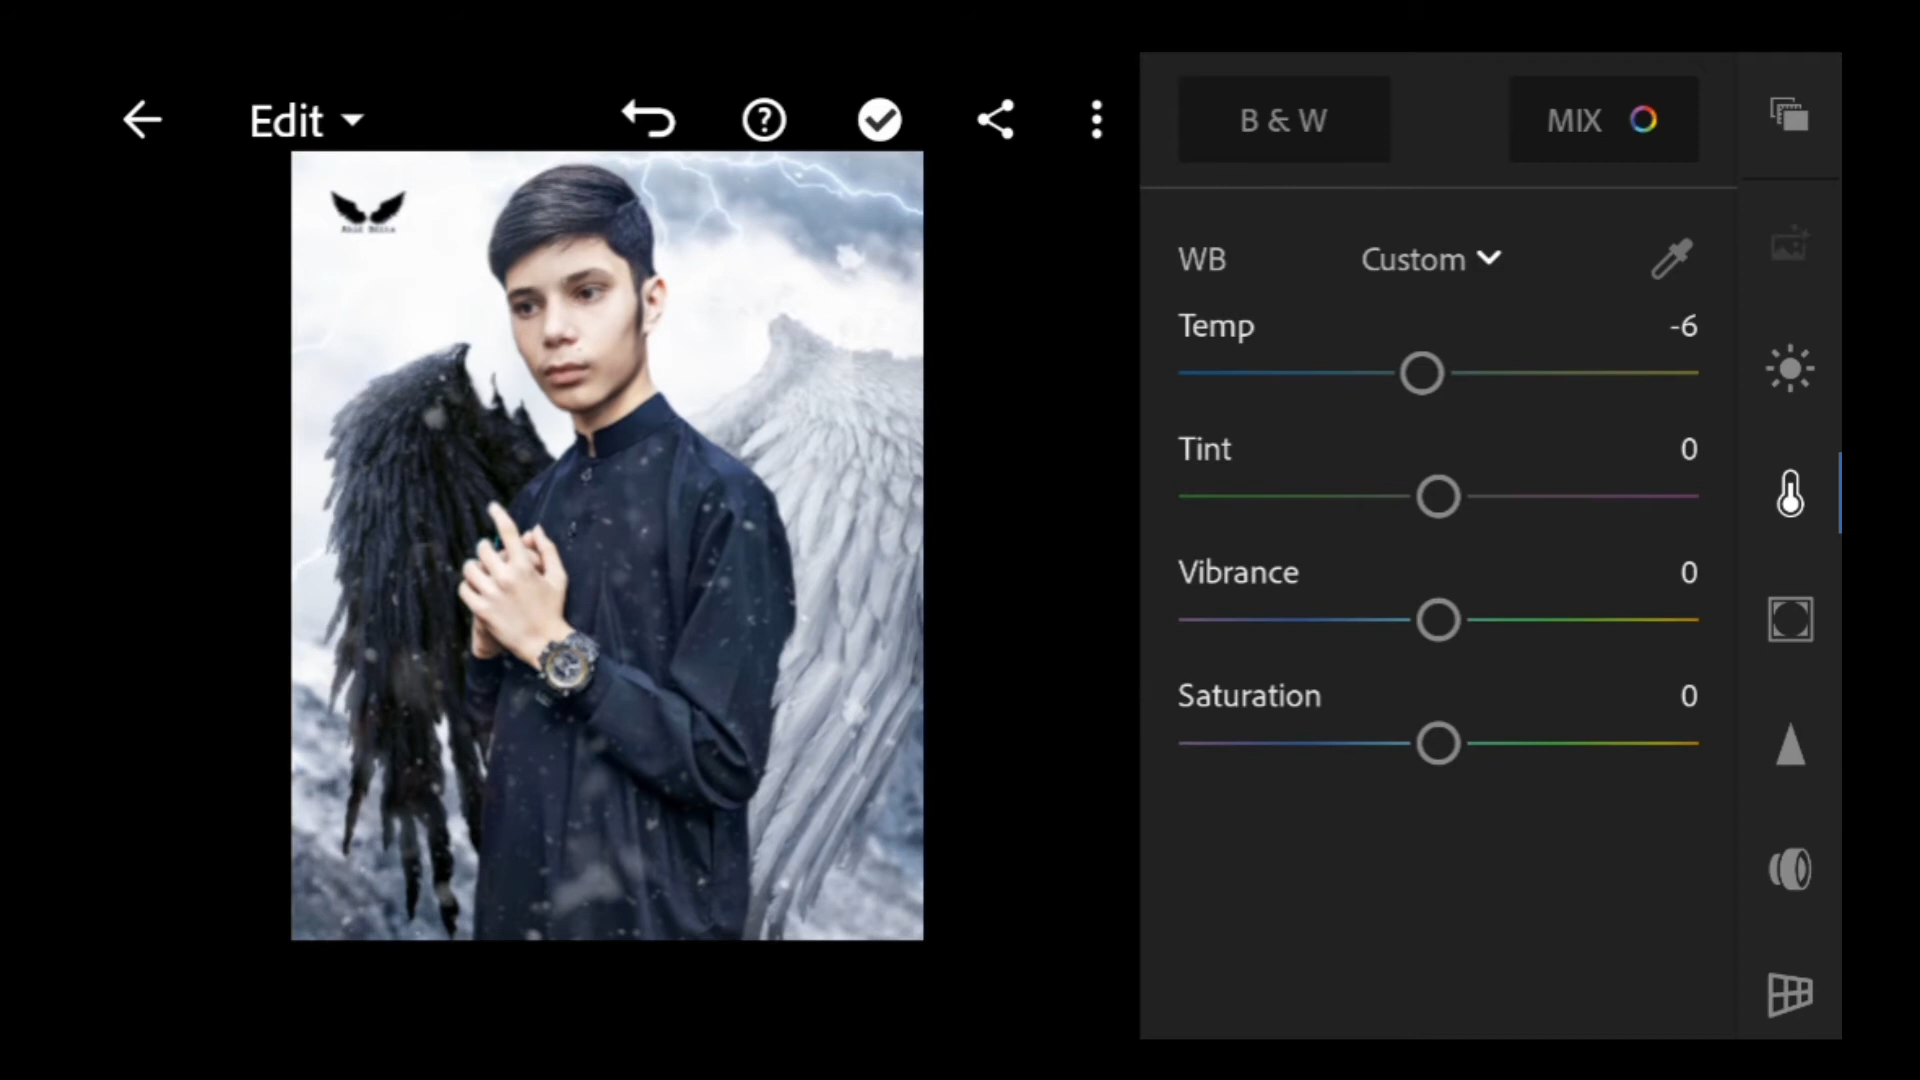 Edit
B & W
MIX
WB Custom
Temp -6
Tint 0
Vibrance 0
Saturation 0